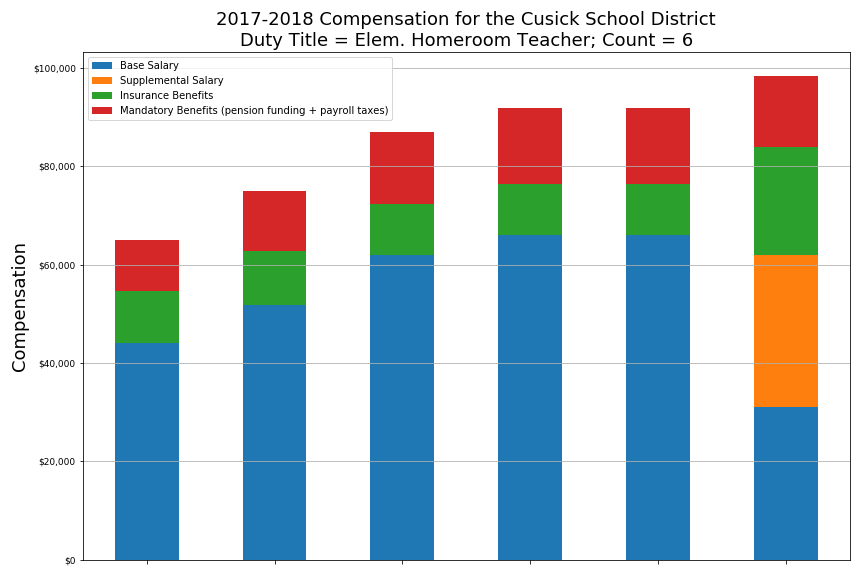 2017-2018 Compensation for the Cusick School District
Duty Title = Elem. Homeroom Teacher; Count = 6
Base Salary
Supplemental Salary
Insurance Benefits
Mandatory Benefits (pension funding + payroll taxes)
Compensation
$100,000
$80,000
$60,000
$40,000
$20,000
$0